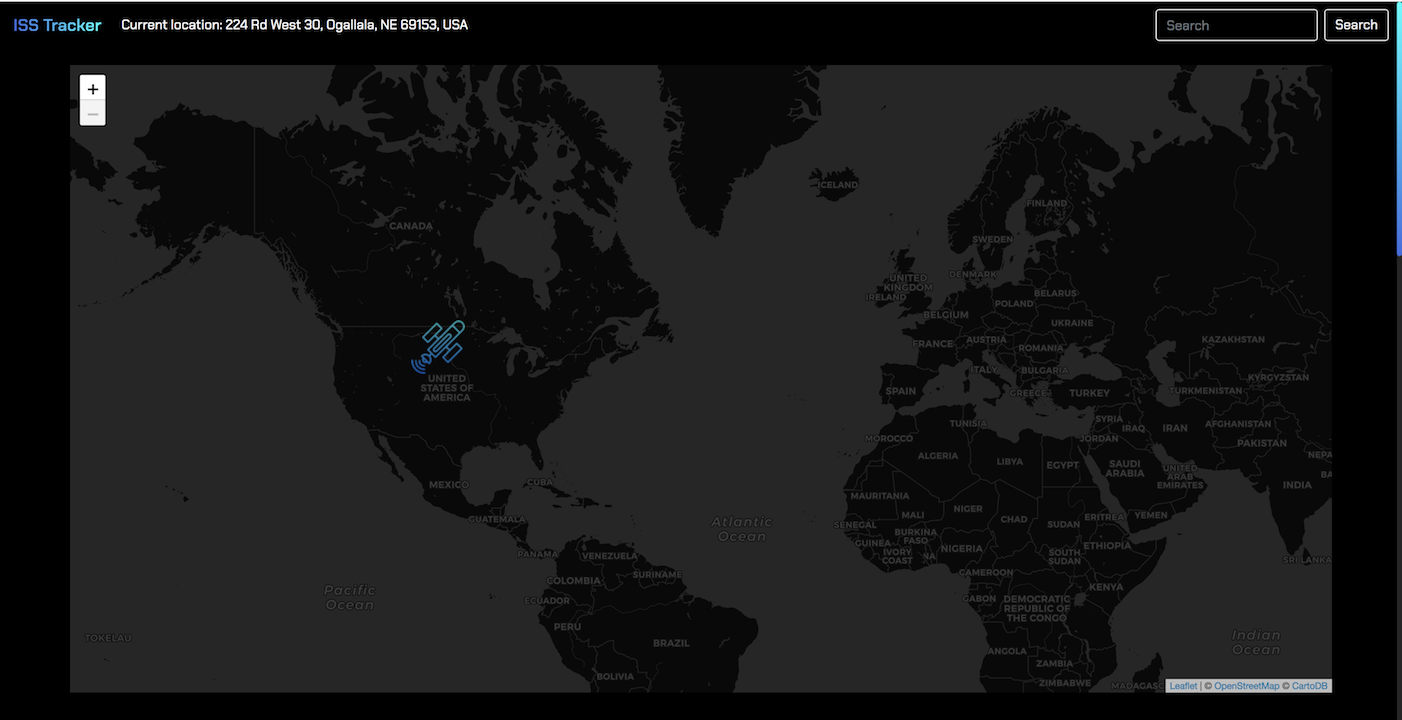 ISS Tracker
Current location: 224 Rd West 30, Ogallala, NE 69153, USA
Search
Search
+
−
ICELAND
FINLAND
CANADA
SWEDEN
DENMARK
UNITED
KINGDOM
IRELAND
BELARUS
POLAND
BELGIUM
UKRAINE
FRANCE
AUSTRIA
KAZAKHSTAN
ROMANIA
ITALY
BULGARIA
KYRGYZSTAN
UNITED
STATES OF
AMERICA
SPAIN
GREECE
TURKEY
TURKMENISTAN
SYRIA
TUNISIA
IRAQ
IRAN
AFGHANISTAN
MOROCCO
JORDAN
PAKISTAN
ALGERIA
LIBYA
EGYPT
SAUDI
ARABIA
NEPA
UNITED
ARAB
EMIRATES
BA
MEXICO
CUBA
INDIA
MAURITANIA
MALI
NIGER
CHAD
SUDAN
ERITREA
YEMEN
GUATEMALA
Atlantic
Ocean
SENEGAL
BURKINA
FASO
GUINEA
IVORY
COAST
NA
NIGERIA
SOUTH
SUDAN
ETHIOPIA
PANAMA
VENEZUELA
SRI LANKA
COLOMBIA
SURINAME
CAMEROON
KENYA
Pacific
Ocean
ECUADOR
GABON
DEMOCRATIC
REPUBLIC OF
THE CONGO
PERU
TOKELAU
BRAZIL
Indian
Ocean
ANGOLA
ZAMBIA
BOLIVIA
ZIMBABWE
MADAGASC
Leaflet | © OpenStreetMap © CartoDB